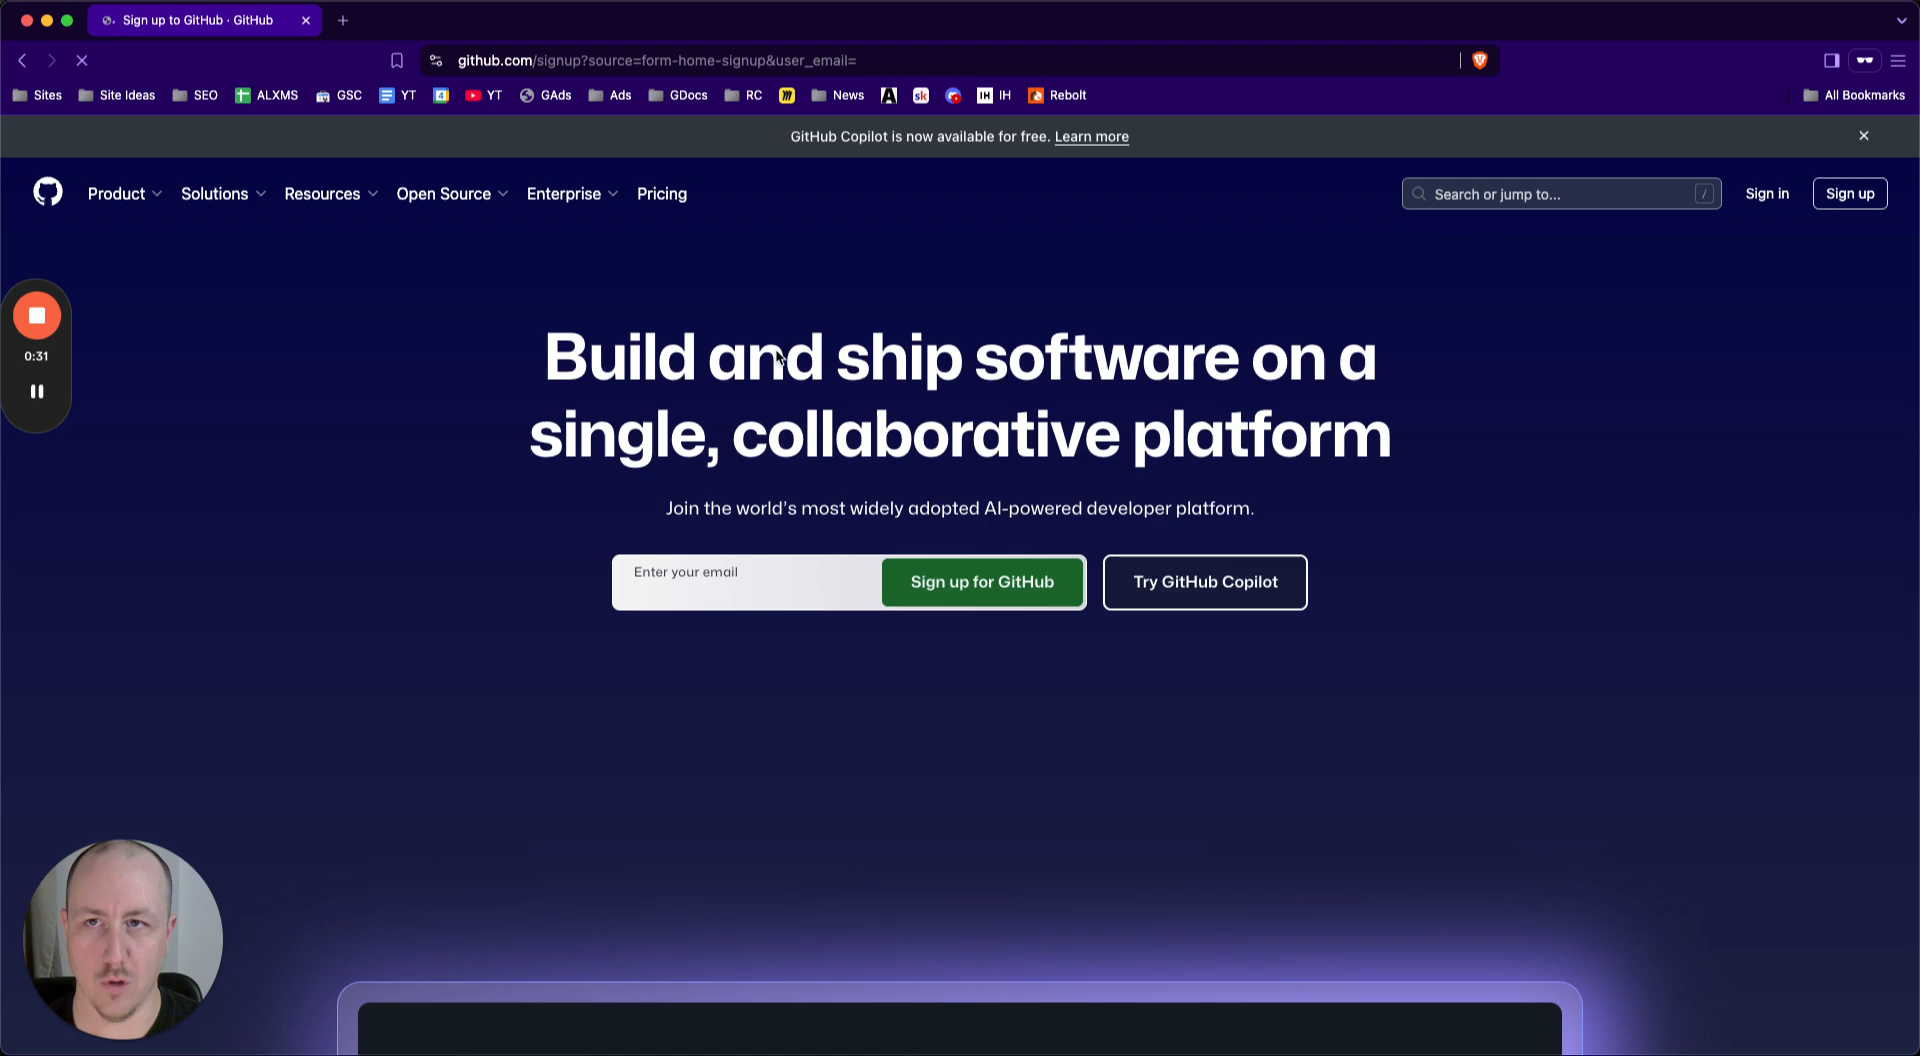 Sign up to GitHub · GitHub
github.com/signup?source=form-home-signup&user_email=
Sites Site Ideas SEO ALXMS GSC YT 4 YT GAds Ads GDocs RC News A sk IH IH Rebolt All Bookmarks
GitHub Copilot is now available for free. Learn more
Product Solutions Resources Open Source Enterprise Pricing Search or jump to... / Sign in Sign up
0:31
Build and ship software on a
single, collaborative platform
Join the world's most widely adopted AI-powered developer platform.
Enter your email Sign up for GitHub Try GitHub Copilot